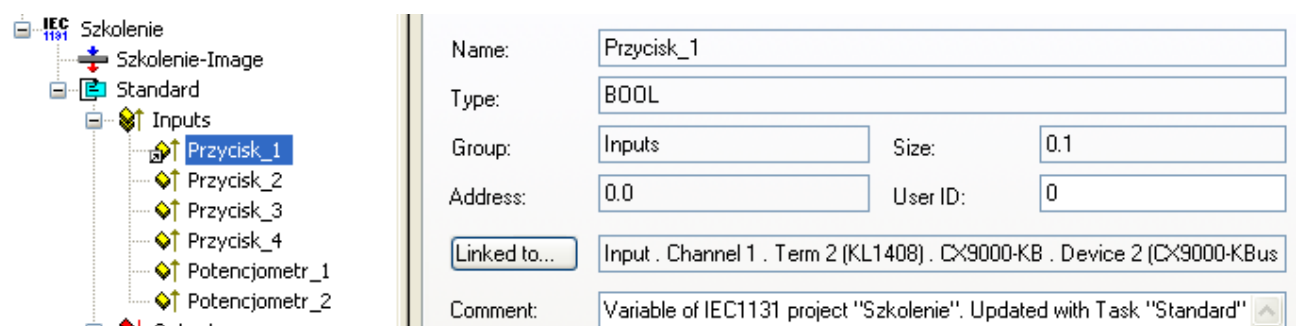 IEC
1131 Szkolenie
Szkolenie-Image
Standard
Inputs
Przycisk_1
Przycisk_2
Przycisk_3
Przycisk_4
Potencjometr_1
Potencjometr_2
Name: Przycisk_1
Type: BOOL
Group: Inputs Size: 0.1
Address: 0.0 User ID: 0
Linked to... Input . Channel 1 . Term 2 (KL1408) . CX9000-KB . Device 2 (CX9000-KBus
Comment: Variable of IEC1131 project "Szkolenie". Updated with Task "Standard"